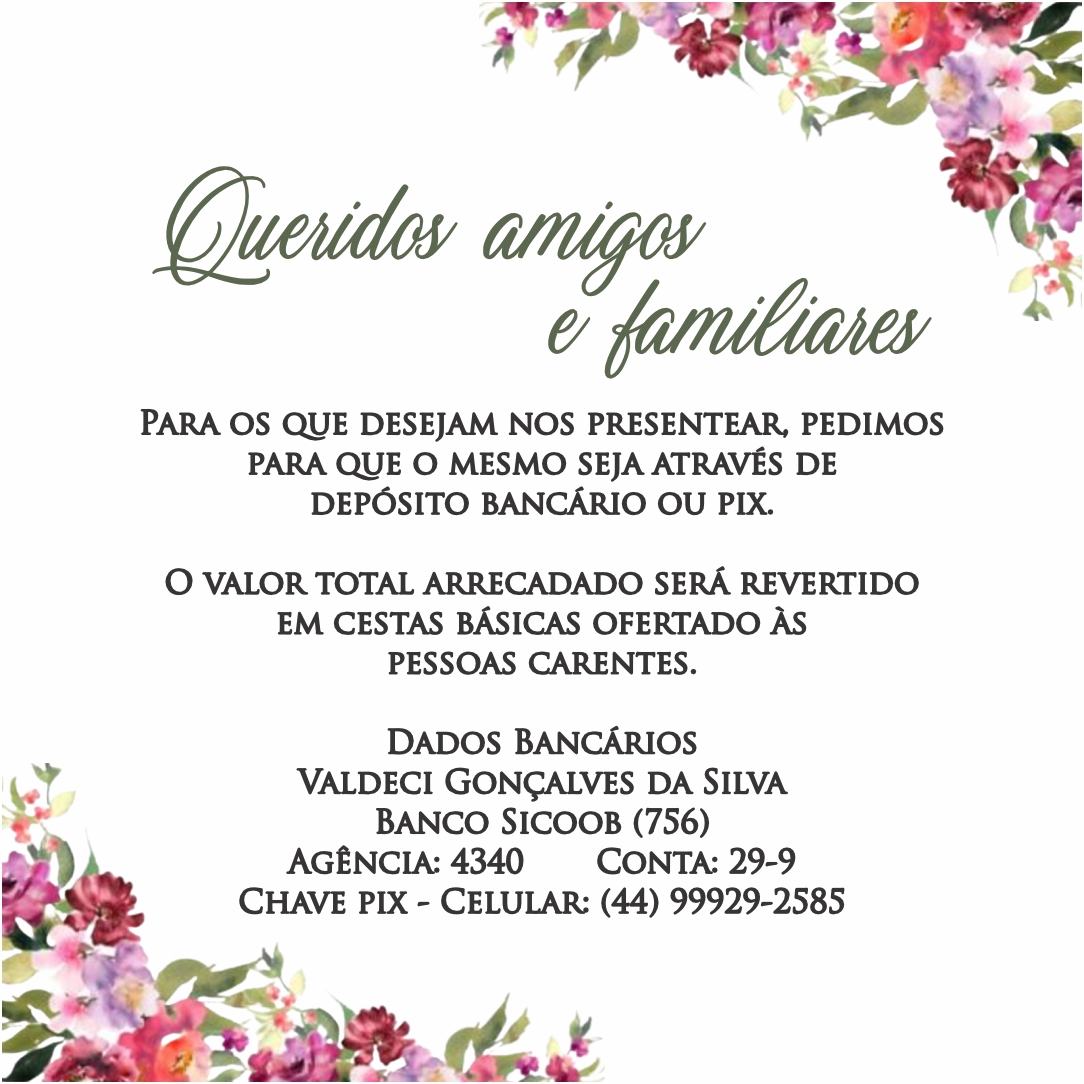 Queridos amigos
e familiares
Para os que desejam nos presentear, pedimos
para que o mesmo seja através de
depósito bancário ou pix.
O valor total arrecadado será revertido
em cestas básicas ofertado às
pessoas carentes.
Dados Bancários
Valdeci Gonçalves da Silva
Banco Sicoob (756)
Agência: 4340 Conta: 29-9
Chave pix - Celular: (44) 99929-2585